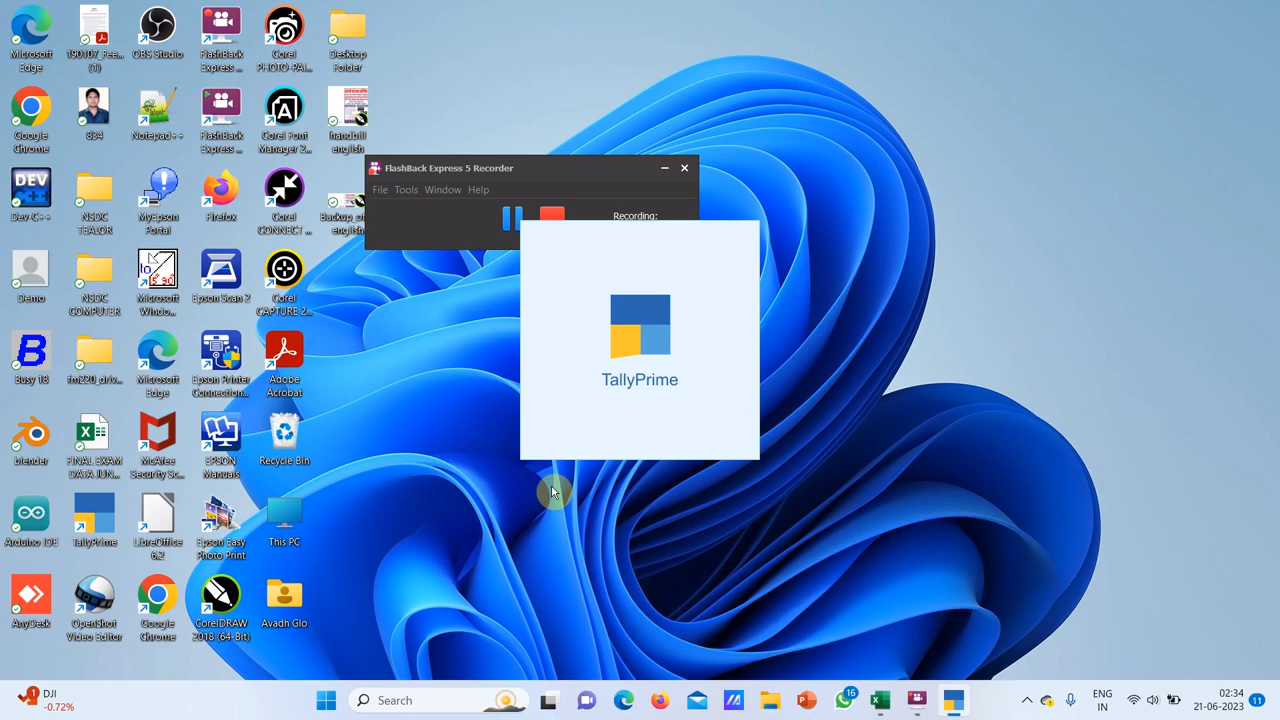 Microsoft
Edge
190107_Fee...
(1)
OBS Studio
FlashBack
Express ...
Corel
PHOTO-PAI...
Desktop
Folder
Google
Chrome
834
Notepad++
FlashBack
Express ...
Corel Font
Manager 2...
handbill
english
Dev-C++
NSDC
TEAJOR
MyEpson
Portal
Firefox
Corel
CONNECT ...
Backup_of
english
Demo
NSDC
COMPUTER
Microsoft
Windo...
Epson Scan 2
Corel
CAPTURE 2...
Busy 18
fm220_driv...
Microsoft
Edge
Epson Printer
Connection...
Adobe
Acrobat
blender
FINAL EXAM
DATA JUN...
McAfee
Security Sc...
EPSON
Manuals
Recycle Bin
Arduino IDE
TallyPrime
LibreOffice
6.2
Epson Easy
Photo Print
This PC
AnyDesk
OpenShot
Video Editor
Google
Chrome
CorelDRAW
2018 (64-Bit)
Avadh Glo
FlashBack Express 5 Recorder
File Tools Window Help
Recording:
TallyPrime
1
DJI
-0.72%
Search
16
ENG
IN
02:34
21-06-2023
11